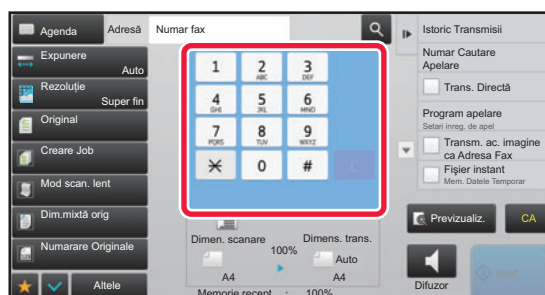 Agenda
Adresă
Numar fax
Expunere
Auto
Rezoluție
Super fin
Original
Creare Job
Mod scan. lent
Dim.mixtă orig
Numarare Originale
Altele
1
2
ABC
3
DEF
4
GHI
5
JKL
6
MNO
7
PQRS
8
TUV
9
WXYZ
0
#
C
Dimen. scanare
100%
Dimens. trans.
Auto
A4
A4
Memorie recept. : 100%
Istoric Transmisii
Numar Cautare
Apelare
Trans. Directă
Program apelare
Setari inreg. de apel
Transm. ac. imagine
ca Adresa Fax
Fișier instant
Mem. Datele Temporar
Previzualiz.
CA
Difuzor
Start